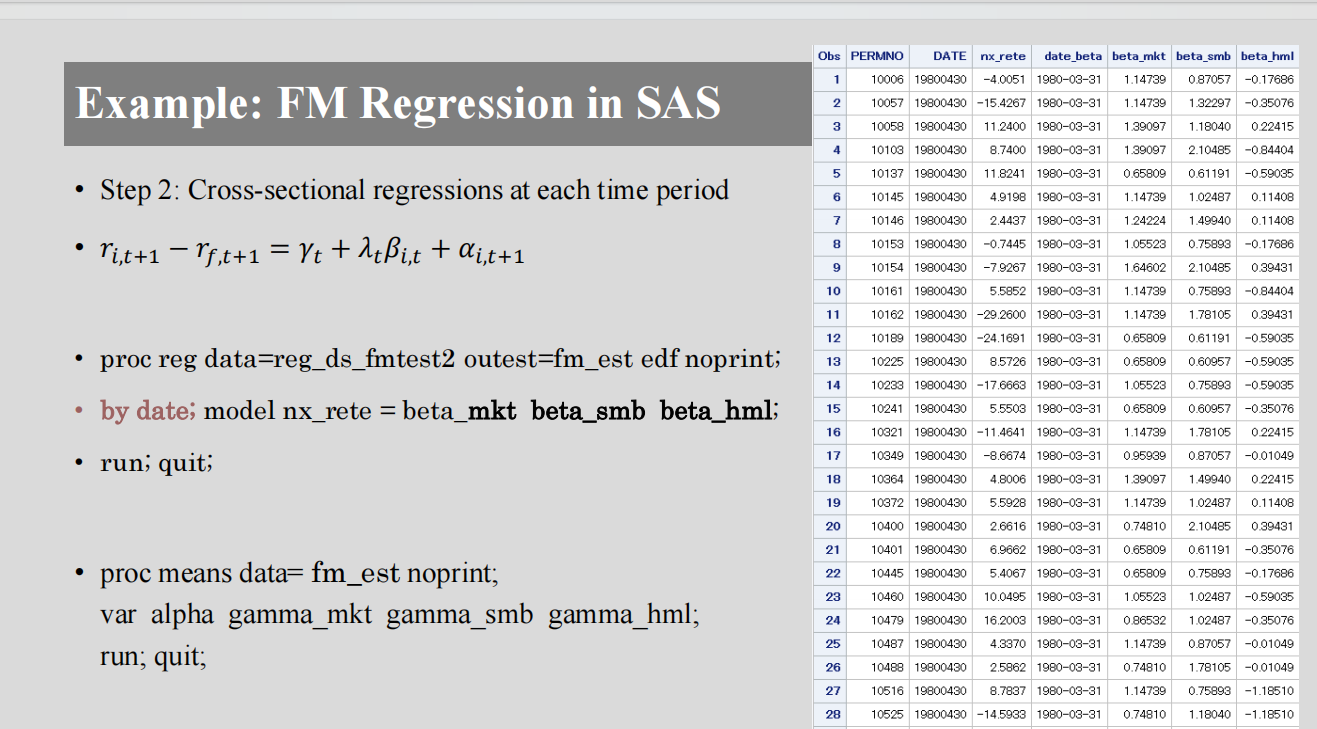 Example: FM Regression in SAS
• Step 2: Cross-sectional regressions at each time period
• r_{i,t+1} − r_{f,t+1} = γ_t + λ_tβ_{i,t} + α_{i,t+1}
• proc reg data=reg_ds_fmtest2 outest=fm_est edf noprint;
• by date; model nx_rete = beta_mkt beta_smb beta_hml;
• run; quit;
• proc means data= fm_est noprint;
var alpha gamma_mkt gamma_smb gamma_hml;
run; quit;
Obs PERMNO DATE nx_rete date_beta beta_mkt beta_smb beta_hml
1 10006 19800430 -4.0051 1980-03-31 1.14739 0.87057 -0.17686
2 10057 19800430 -15.4267 1980-03-31 1.14739 1.32297 -0.35076
3 10058 19800430 11.2400 1980-03-31 1.39097 1.18040 0.22415
4 10103 19800430 8.7400 1980-03-31 1.39097 2.10485 -0.84404
5 10137 19800430 11.8241 1980-03-31 0.65809 0.61191 -0.59035
6 10145 19800430 4.9198 1980-03-31 1.14739 1.02487 0.11408
7 10146 19800430 2.4437 1980-03-31 1.24224 1.49940 0.11408
8 10153 19800430 -0.7445 1980-03-31 1.05523 0.75893 -0.17686
9 10154 19800430 -7.9267 1980-03-31 1.64602 2.10485 0.39431
10 10161 19800430 5.5852 1980-03-31 1.14739 0.75893 -0.84404
11 10162 19800430 -29.2600 1980-03-31 1.14739 1.78105 0.39431
12 10189 19800430 -24.1691 1980-03-31 0.65809 0.61191 -0.59035
13 10225 19800430 8.5726 1980-03-31 0.65809 0.60957 -0.59035
14 10233 19800430 -17.6663 1980-03-31 1.05523 0.75893 -0.59035
15 10241 19800430 5.5503 1980-03-31 0.65809 0.60957 -0.35076
16 10321 19800430 -11.4641 1980-03-31 1.14739 1.78105 0.22415
17 10349 19800430 -8.6674 1980-03-31 0.95939 0.87057 -0.01049
18 10364 19800430 4.8006 1980-03-31 1.39097 1.49940 0.22415
19 10372 19800430 5.5928 1980-03-31 1.14739 1.02487 0.11408
20 10400 19800430 2.6616 1980-03-31 0.74810 2.10485 0.39431
21 10401 19800430 6.9662 1980-03-31 0.65809 0.61191 -0.35076
22 10445 19800430 5.4067 1980-03-31 0.65809 0.75893 -0.17686
23 10460 19800430 10.0495 1980-03-31 1.05523 1.02487 -0.59035
24 10479 19800430 16.2003 1980-03-31 0.86532 1.02487 -0.35076
25 10487 19800430 4.3370 1980-03-31 1.14739 0.87057 -0.01049
26 10488 19800430 2.5862 1980-03-31 0.74810 1.78105 -0.01049
27 10516 19800430 8.7837 1980-03-31 1.14739 0.75893 -1.18510
28 10525 19800430 -14.5933 1980-03-31 0.74810 1.18040 -1.18510